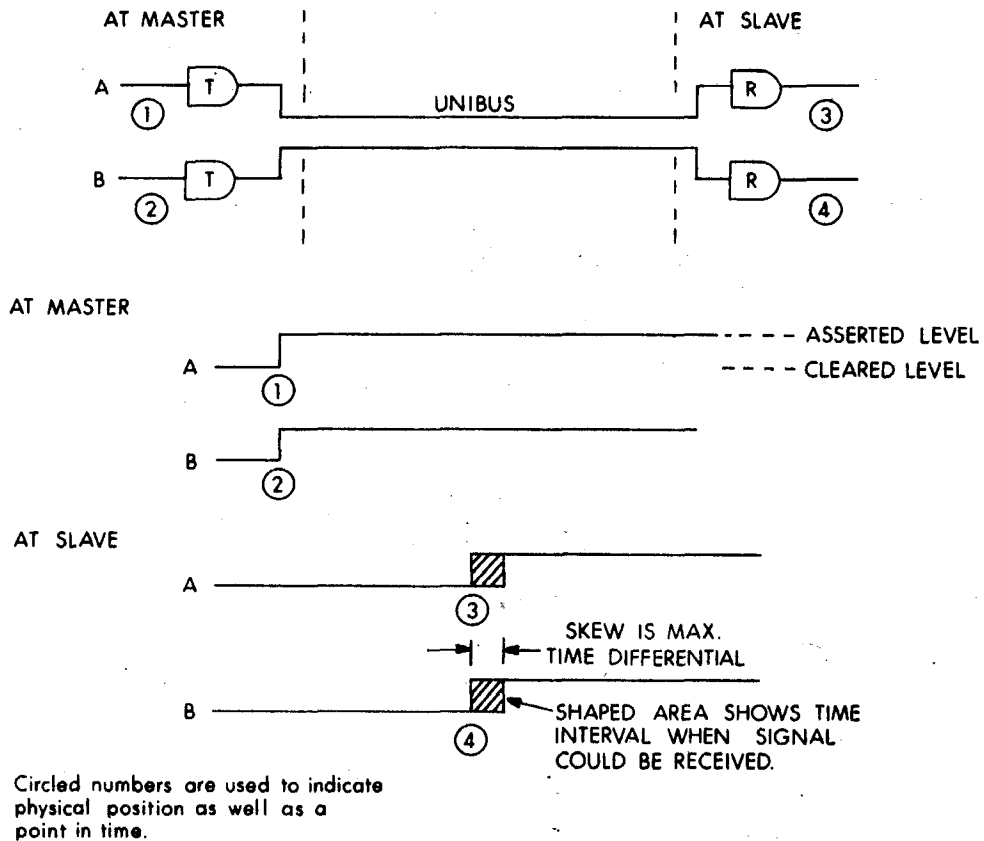 AT MASTER
AT SLAVE
A
T
UNIBUS
R
①
③
B
T
R
②
④
AT MASTER
A
ASSERTED LEVEL
CLEARED LEVEL
①
B
②
AT SLAVE
A
③
SKEW IS MAX.
TIME DIFFERENTIAL
B
SHAPED AREA SHOWS TIME
INTERVAL WHEN SIGNAL
COULD BE RECEIVED.
④
Circled numbers are used to indicate
physical position as well as a
point in time.